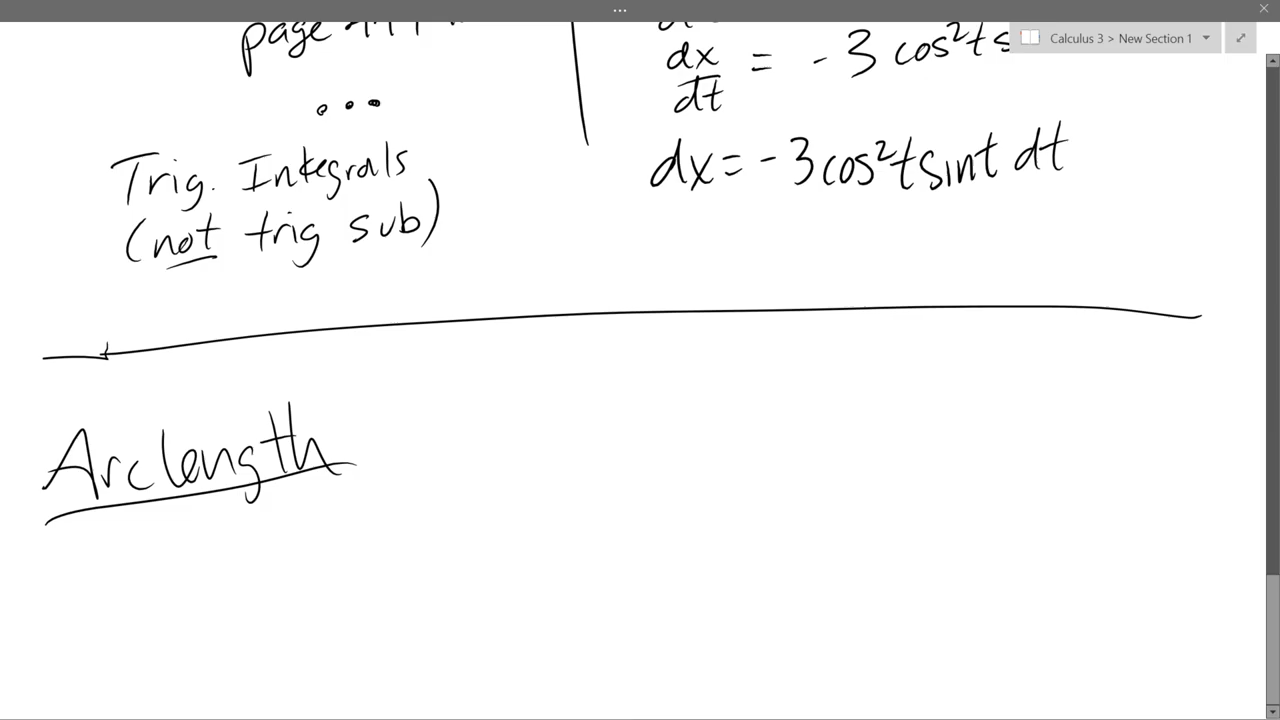 ...
Calculus 3 > New Section 1
page
dx/dt = -3 cos²t s
...
dx = -3cos²t sint dt
Trig. Integrals
(not trig sub)
Arclength